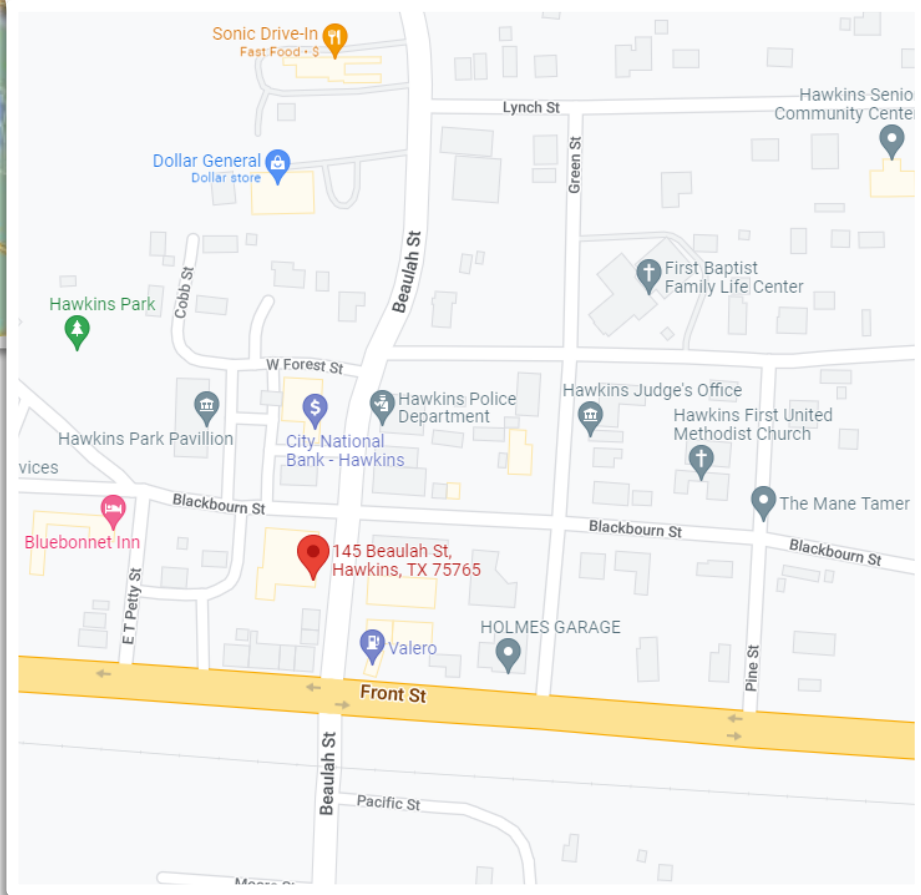 Sonic Drive-In
Fast Food • $
Lynch St
Hawkins Senio
Community Cente
Green St
Dollar General
Dollar store
Beaulah St
First Baptist
Family Life Center
Cobb St
Hawkins Park
W Forest St
Hawkins Police
Department
Hawkins Judge's Office
Hawkins First United
Methodist Church
Hawkins Park Pavillion
City National
Bank - Hawkins
vices
Blackbourn St
The Mane Tamer
Blackbourn St
Blackbourn St
Bluebonnet Inn
145 Beaulah St,
Hawkins, TX 75765
E T Petty St
HOLMES GARAGE
Valero
Pine St
Front St
Beaulah St
Pacific St
Moore St